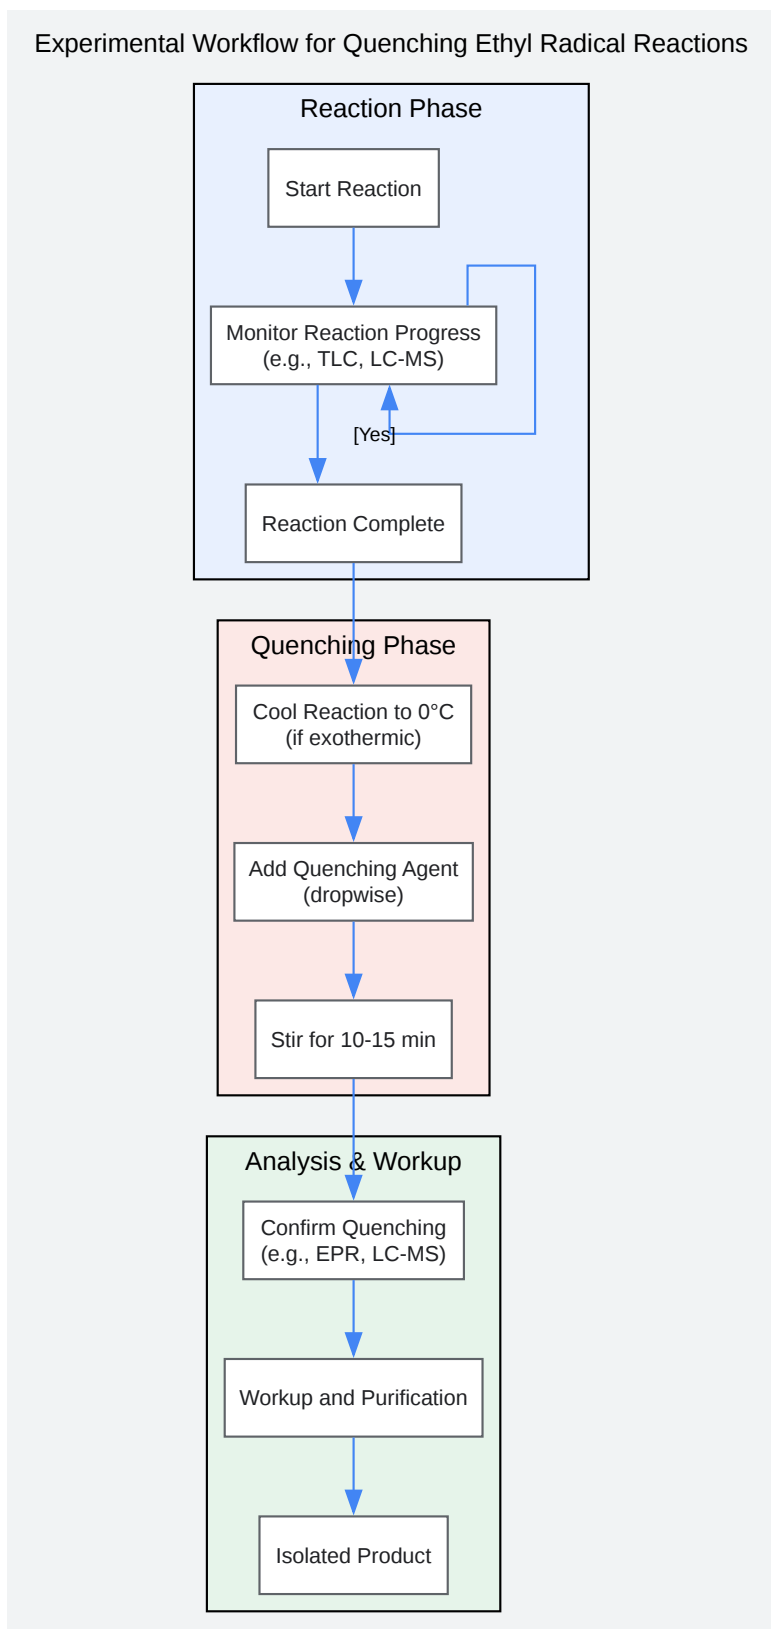 Experimental Workflow for Quenching Ethyl Radical Reactions
Reaction Phase
Start Reaction
Monitor Reaction Progress
(e.g., TLC, LC-MS)
[Yes]
Reaction Complete
Quenching Phase
Cool Reaction to 0°C
(if exothermic)
Add Quenching Agent
(dropwise)
Stir for 10-15 min
Analysis & Workup
Confirm Quenching
(e.g., EPR, LC-MS)
Workup and Purification
Isolated Product